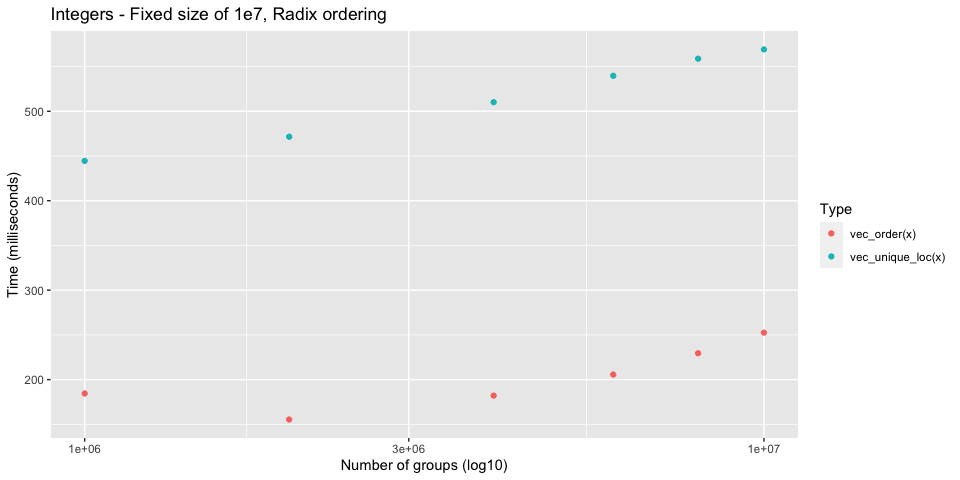 Integers - Fixed size of 1e7, Radix ordering
Time (milliseconds)
500
400
300
200
1e+06
3e+06
1e+07
Number of groups (log10)
Type
vec_order(x)
vec_unique_loc(x)